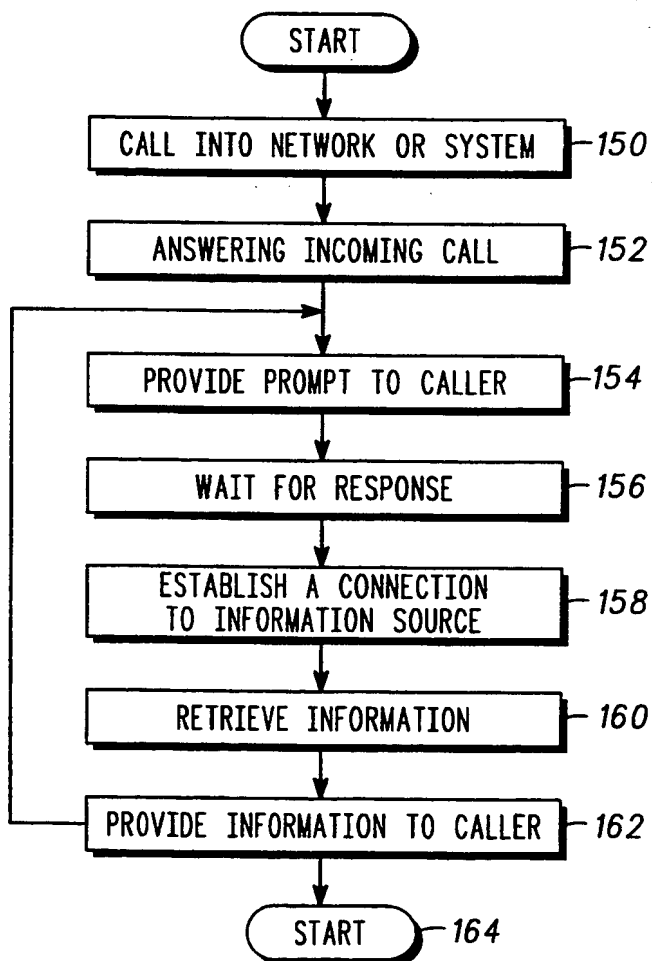 START
CALL INTO NETWORK OR SYSTEM 150
ANSWERING INCOMING CALL 152
PROVIDE PROMPT TO CALLER 154
WAIT FOR RESPONSE 156
ESTABLISH A CONNECTION
TO INFORMATION SOURCE 158
RETRIEVE INFORMATION 160
PROVIDE INFORMATION TO CALLER 162
START 164